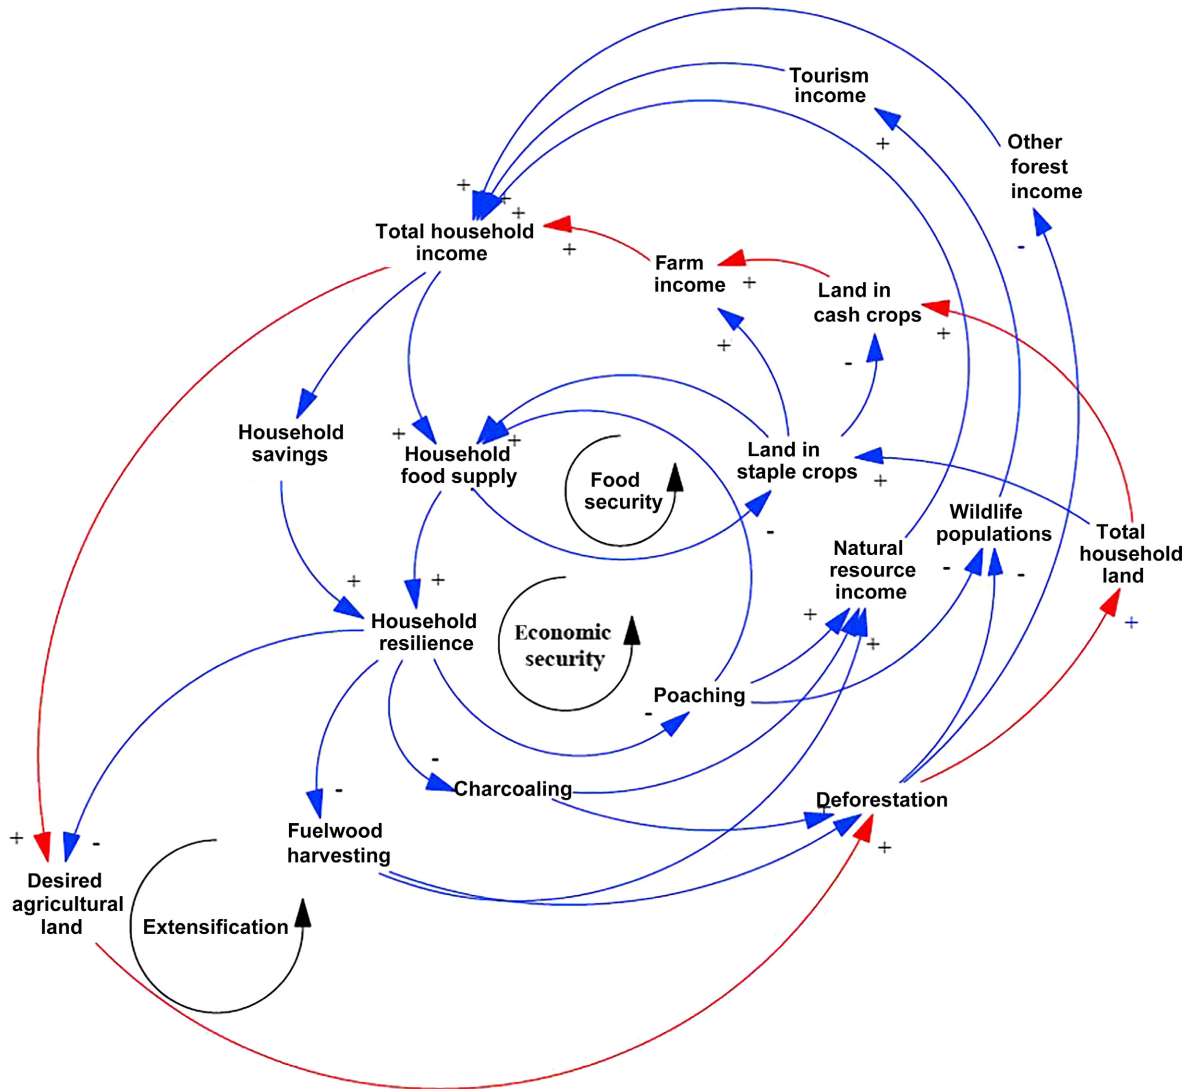 Tourism
income
+
Other
forest
income
-
+
+
+
Total household
income
+
Farm
income
+
Land in
cash crops
+
+
-
Household
savings
+
Household
food supply
+
Food
security
Land in
staple crops
+
-
Wildlife
populations
-
-
Total
household
land
+
Natural
resource
income
+
+
+
+
Household
resilience
Economic
security
Poaching
-
-
Charcoaling
-
Fuelwood
harvesting
Deforestation
+
+
+
-
Desired
agricultural
land
Extensification